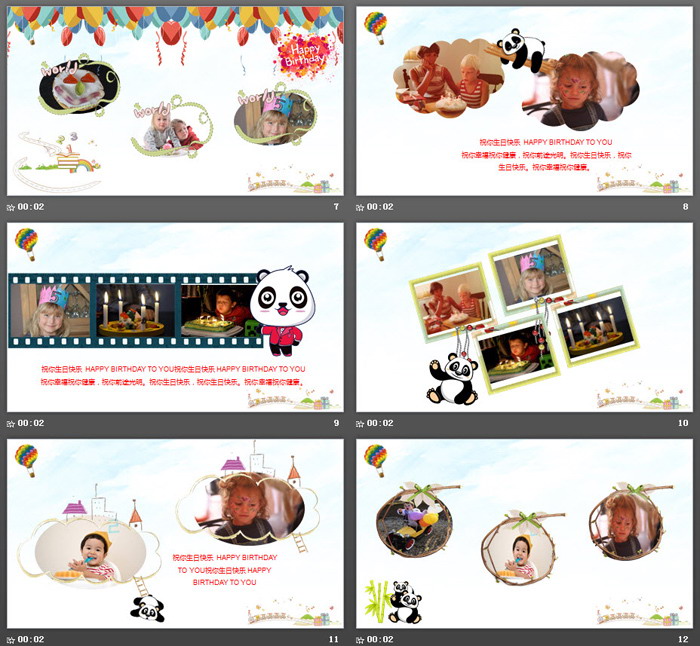 Happy
Birthday
world
world
world
00:02
7
祝你生日快乐 HAPPY BIRTHDAY TO YOU
祝你幸福祝你健康，祝你前途光明。祝你生日快乐，祝你
生日快乐。祝你幸福祝你健康。
00:02
8
祝你生日快乐 HAPPY BIRTHDAY TO YOU祝你生日快乐 HAPPY BIRTHDAY TO YOU
祝你幸福祝你健康，祝你前途光明。祝你生日快乐，祝你生日快乐。祝你幸福祝你健康。
00:02
9
00:02
10
祝你生日快乐 HAPPY BIRTHDAY
TO YOU祝你生日快乐 HAPPY
BIRTHDAY TO YOU
00:02
11
00:02
12